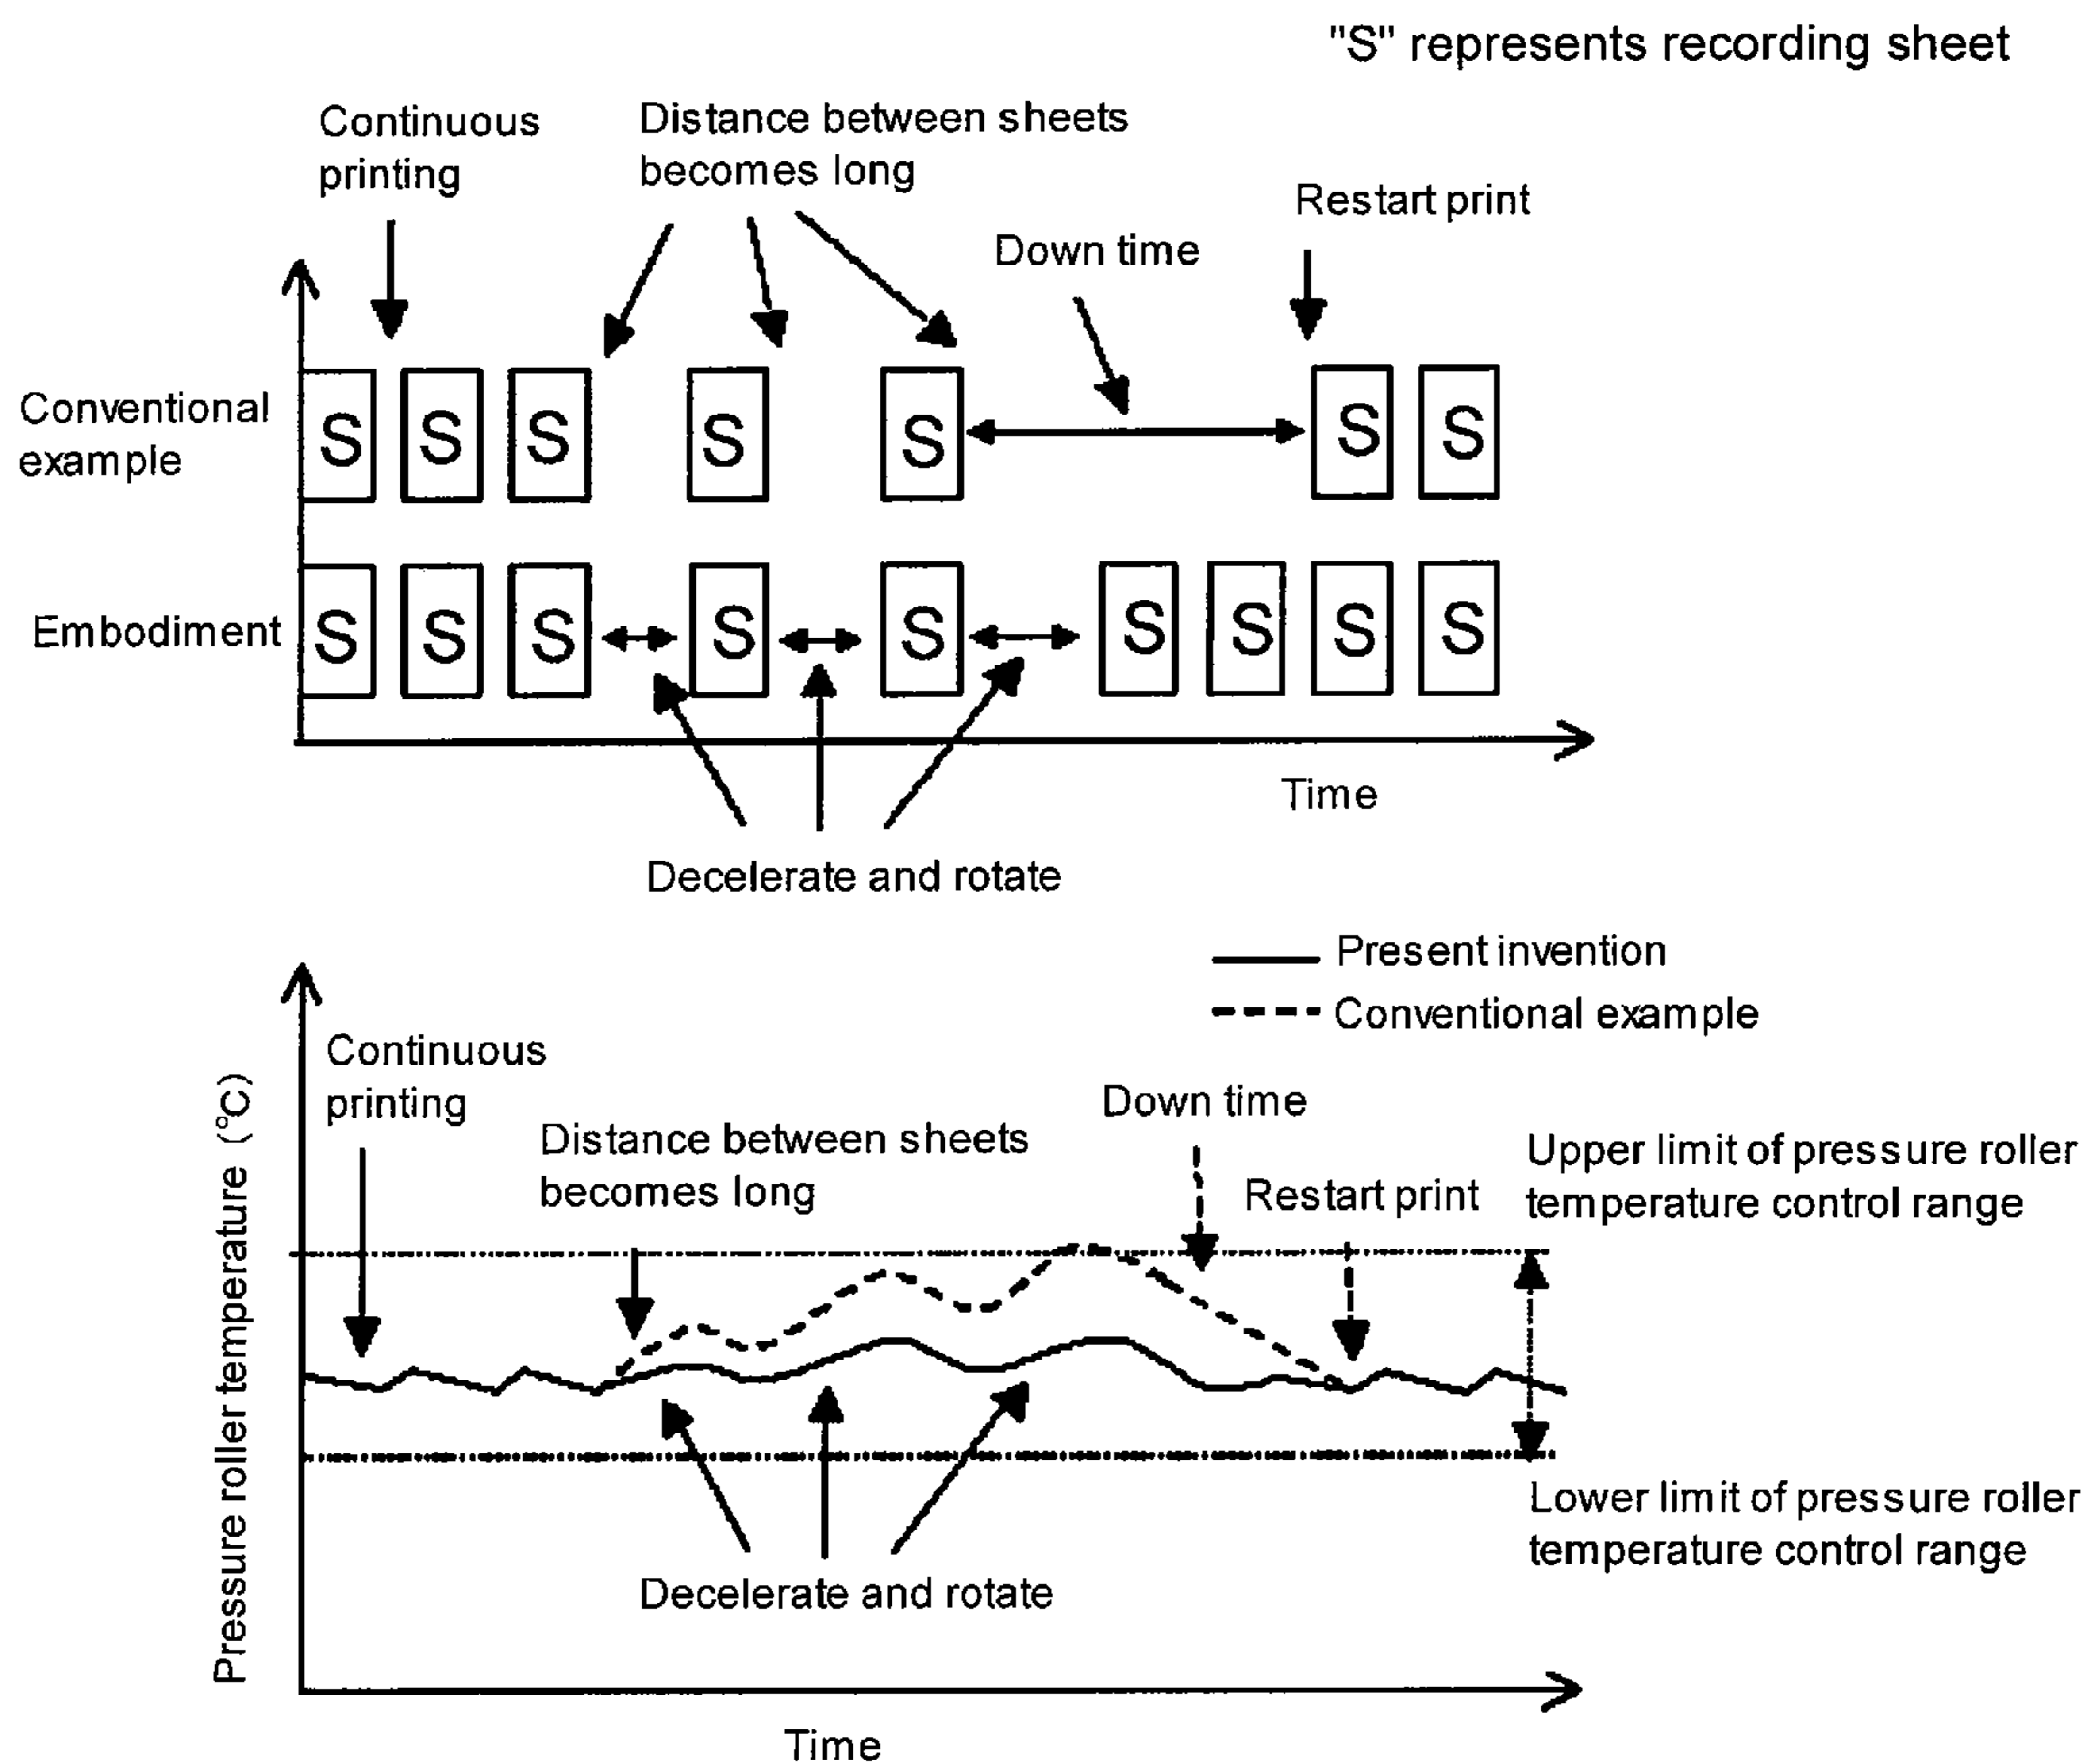 "S" represents recording sheet
Continuous
printing
Distance between sheets
becomes long
Restart print
Down time
Conventional
example
S S S S S S S
Embodiment
S S S S S S S S S
Time
Decelerate and rotate
Present invention
Conventional example
Continuous
printing
Down time
Distance between sheets
becomes long
Upper limit of pressure roller
temperature control range
Restart print
Pressure roller temperature (°C)
Lower limit of pressure roller
temperature control range
Decelerate and rotate
Time